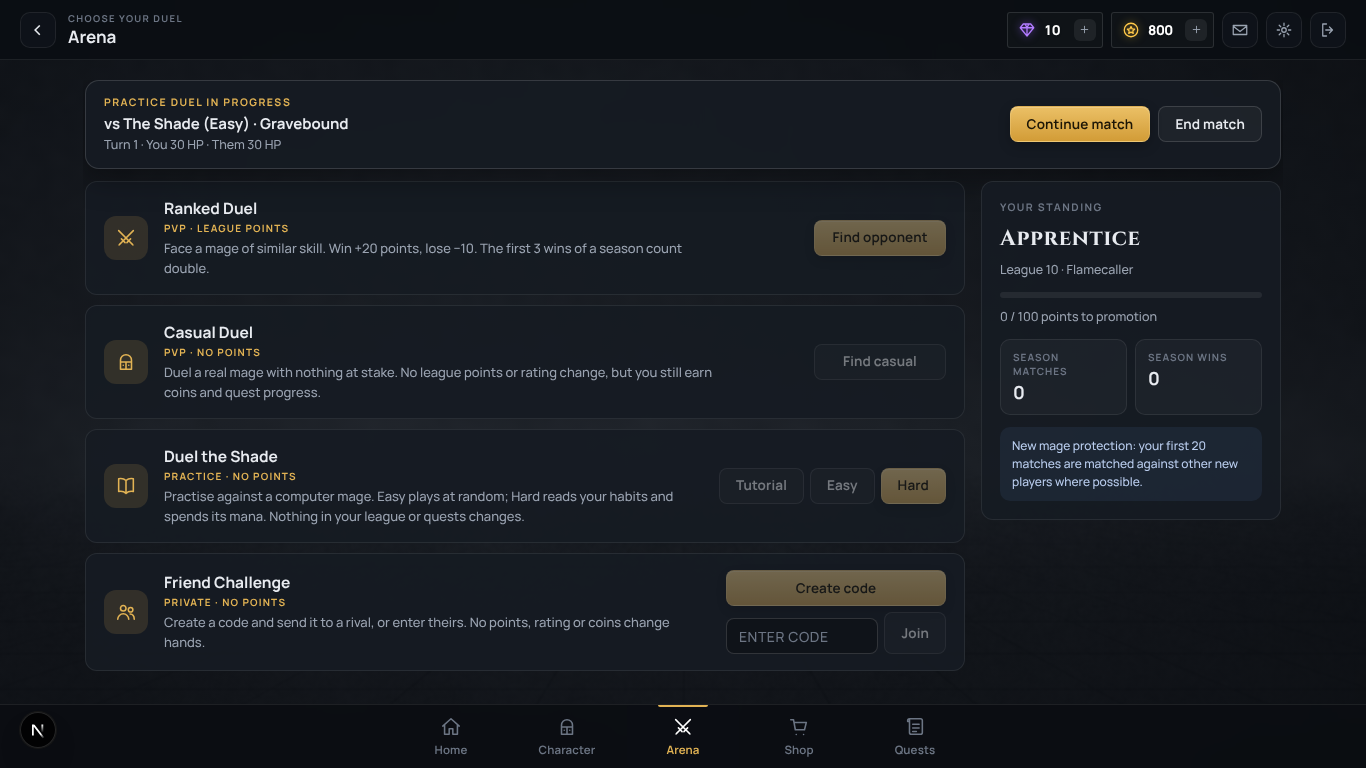 CHOOSE YOUR DUEL
Arena
10
+
800
+
PRACTICE DUEL IN PROGRESS
vs The Shade (Easy) · Gravebound
Turn 1 · You 30 HP · Them 30 HP
Continue match
End match
Ranked Duel
PVP · LEAGUE POINTS
Face a mage of similar skill. Win +20 points, lose −10. The first 3 wins of a season count
double.
Find opponent
Casual Duel
PVP · NO POINTS
Duel a real mage with nothing at stake. No league points or rating change, but you still earn
coins and quest progress.
Find casual
Duel the Shade
PRACTICE · NO POINTS
Practise against a computer mage. Easy plays at random; Hard reads your habits and
spends its mana. Nothing in your league or quests changes.
Tutorial
Easy
Hard
Friend Challenge
PRIVATE · NO POINTS
Create a code and send it to a rival, or enter theirs. No points, rating or coins change
hands.
Create code
ENTER CODE
Join
YOUR STANDING
APPRENTICE
League 10 · Flamecaller
0 / 100 points to promotion
SEASON
MATCHES
0
SEASON WINS
0
New mage protection: your first 20
matches are matched against other new
players where possible.
N
Home
Character
Arena
Shop
Quests